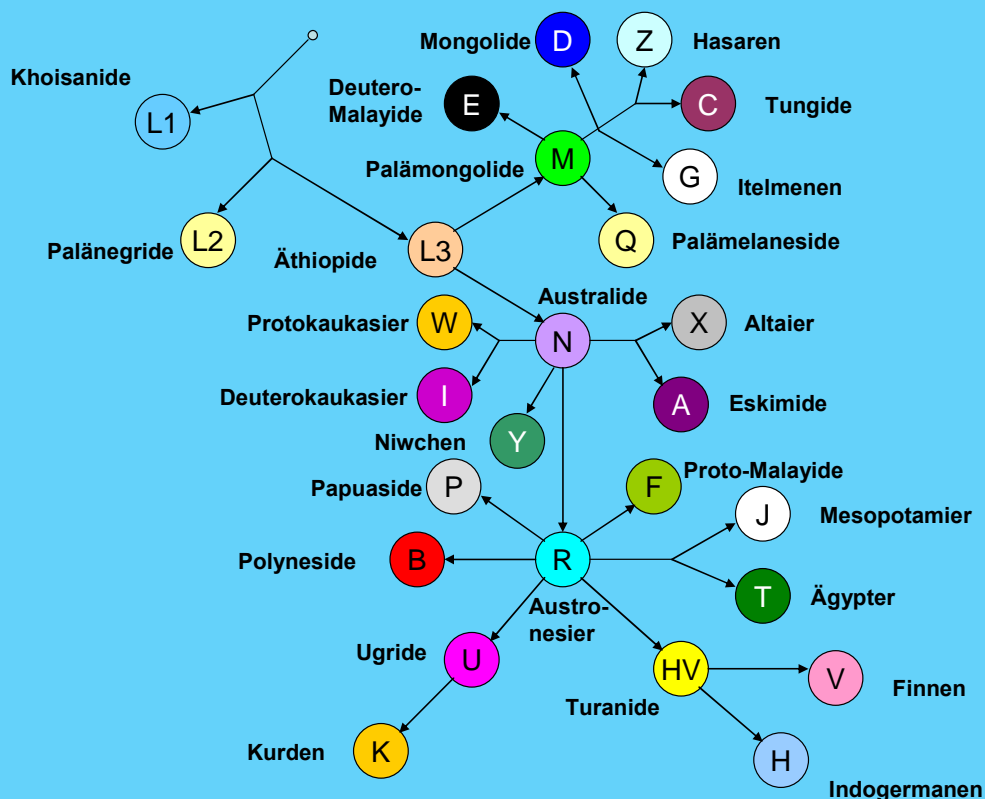 Mongolide
D
Z
Hasaren
Khoisanide
L1
Deutero-
Malayide
E
C
Tungide
Palämongolide
M
G
Itelmenen
Palänegride
L2
Äthiopide
L3
Q
Palämelaneside
Australide
Protokaukasier
W
N
X
Altaier
Deuterokaukasier
I
A
Eskimide
Niwchen
Y
Papuaside
P
F
Proto-Malayide
J
Mesopotamier
Polyneside
B
R
Austro-
nesier
T
Ägypter
Ugride
U
HV
Turanide
V
Finnen
Kurden
K
H
Indogermanen